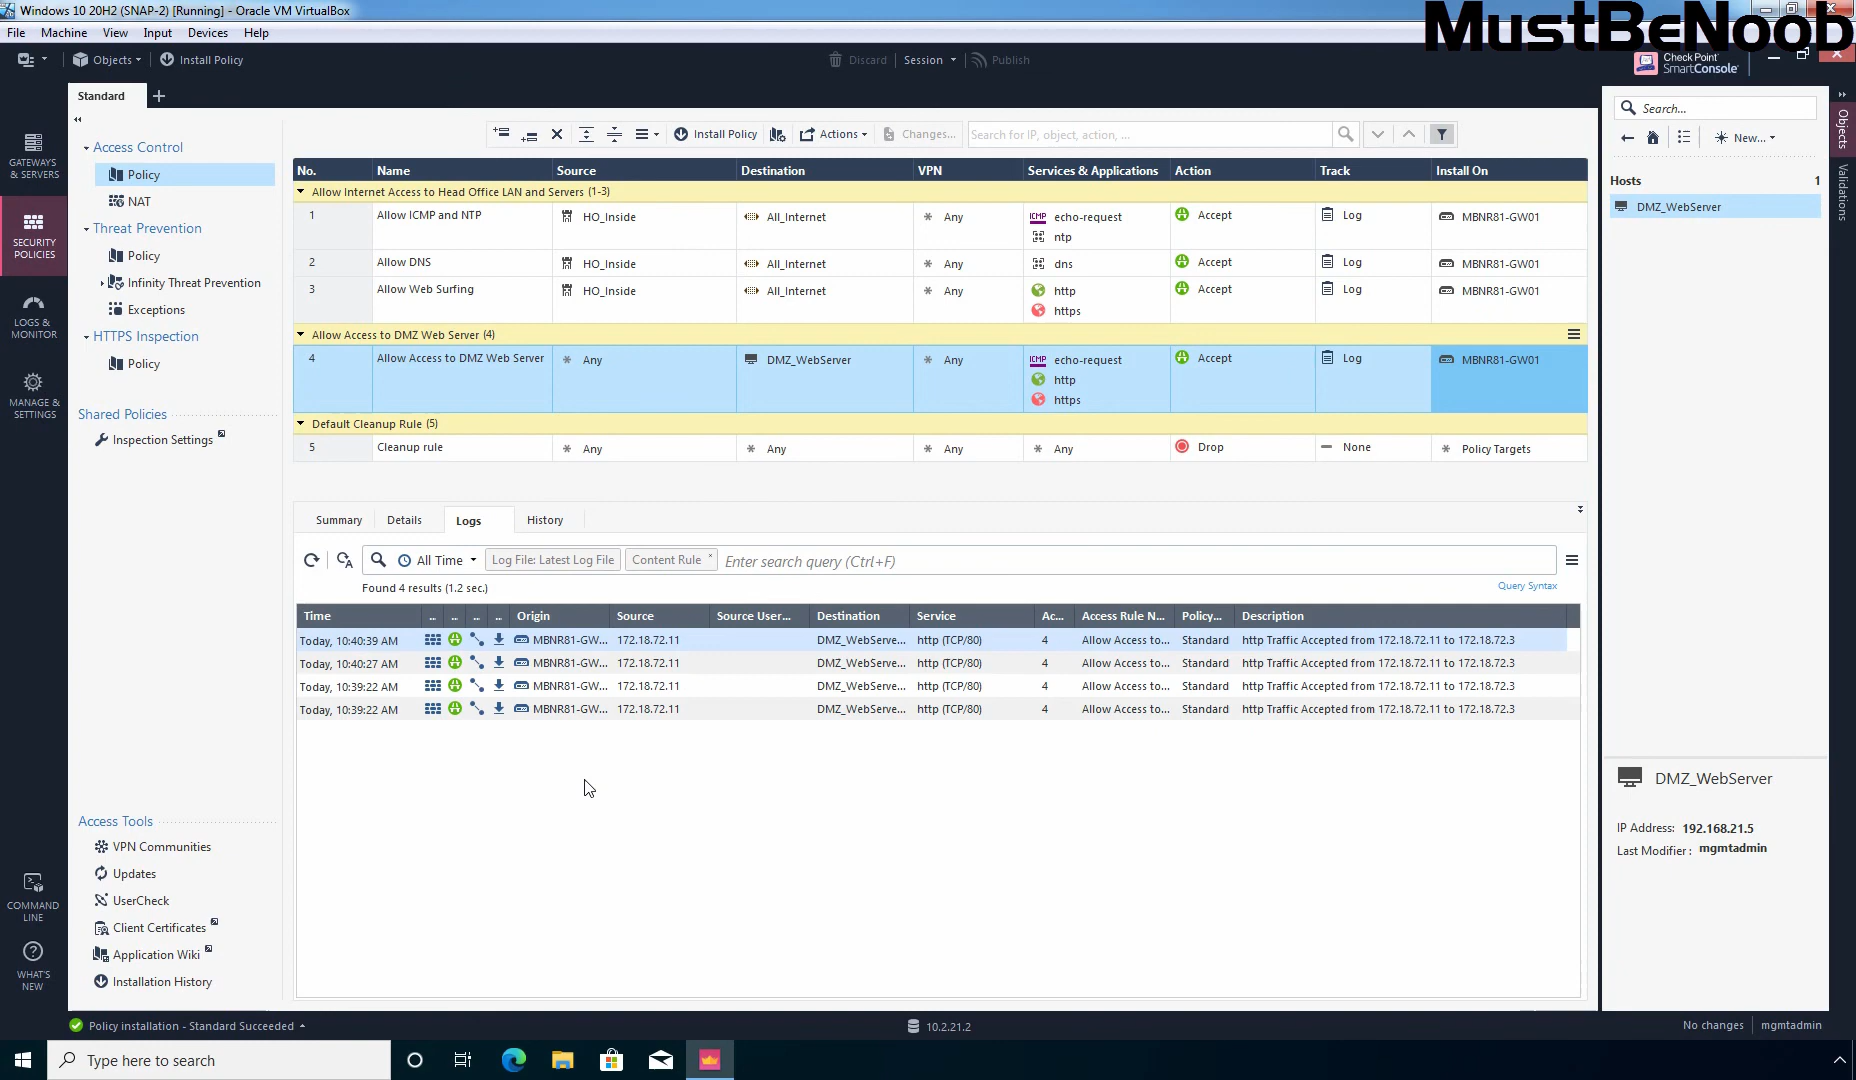 Windows 10 20H2 (SNAP-2) [Running] - Oracle VM VirtualBox
MustBeNoob
File Machine View Input Devices Help
Objects Install Policy Discard Session Publish
Check Point
SmartConsole
Standard
Search...
Objects
Install Policy Actions Changes... Search for IP, object, action, ...
New...
GATEWAYS
& SERVERS
SECURITY
POLICIES
LOGS &
MONITOR
MANAGE &
SETTINGS
COMMAND
LINE
WHAT'S
NEW
Access Control
Policy
NAT
Threat Prevention
Policy
Infinity Threat Prevention
Exceptions
HTTPS Inspection
Policy
Shared Policies
Inspection Settings
Access Tools
VPN Communities
Updates
UserCheck
Client Certificates
Application Wiki
Installation History
No. Name Source Destination VPN Services & Applications Action Track Install On
Allow Internet Access to Head Office LAN and Servers (1-3)
1 Allow ICMP and NTP HO_Inside All_Internet * Any ICMP echo-request Accept Log MBNR81-GW01
ntp
2 Allow DNS HO_Inside All_Internet * Any dns Accept Log MBNR81-GW01
3 Allow Web Surfing HO_Inside All_Internet * Any http Accept Log MBNR81-GW01
https
Allow Access to DMZ Web Server (4)
4 Allow Access to DMZ Web Server * Any DMZ_WebServer * Any ICMP echo-request Accept Log MBNR81-GW01
http
https
Default Cleanup Rule (5)
5 Cleanup rule * Any * Any * Any * Any Drop None * Policy Targets
Summary Details Logs History
All Time Log File: Latest Log File Content Rule Enter search query (Ctrl+F)
Found 4 results (1.2 sec.)
Query Syntax
Time ... ... ... ... Origin Source Source User... Destination Service Ac... Access Rule N... Policy... Description
Today, 10:40:39 AM MBNR81-GW... 172.18.72.11 DMZ_WebServe... http (TCP/80) 4 Allow Access to... Standard http Traffic Accepted from 172.18.72.11 to 172.18.72.3
Today, 10:40:27 AM MBNR81-GW... 172.18.72.11 DMZ_WebServe... http (TCP/80) 4 Allow Access to... Standard http Traffic Accepted from 172.18.72.11 to 172.18.72.3
Today, 10:39:22 AM MBNR81-GW... 172.18.72.11 DMZ_WebServe... http (TCP/80) 4 Allow Access to... Standard http Traffic Accepted from 172.18.72.11 to 172.18.72.3
Today, 10:39:22 AM MBNR81-GW... 172.18.72.11 DMZ_WebServe... http (TCP/80) 4 Allow Access to... Standard http Traffic Accepted from 172.18.72.11 to 172.18.72.3
Hosts 1
DMZ_WebServer
Validations
DMZ_WebServer
IP Address: 192.168.21.5
Last Modifier : mgmtadmin
Policy installation - Standard Succeeded
10.2.21.2
No changes mgmtadmin
Type here to search